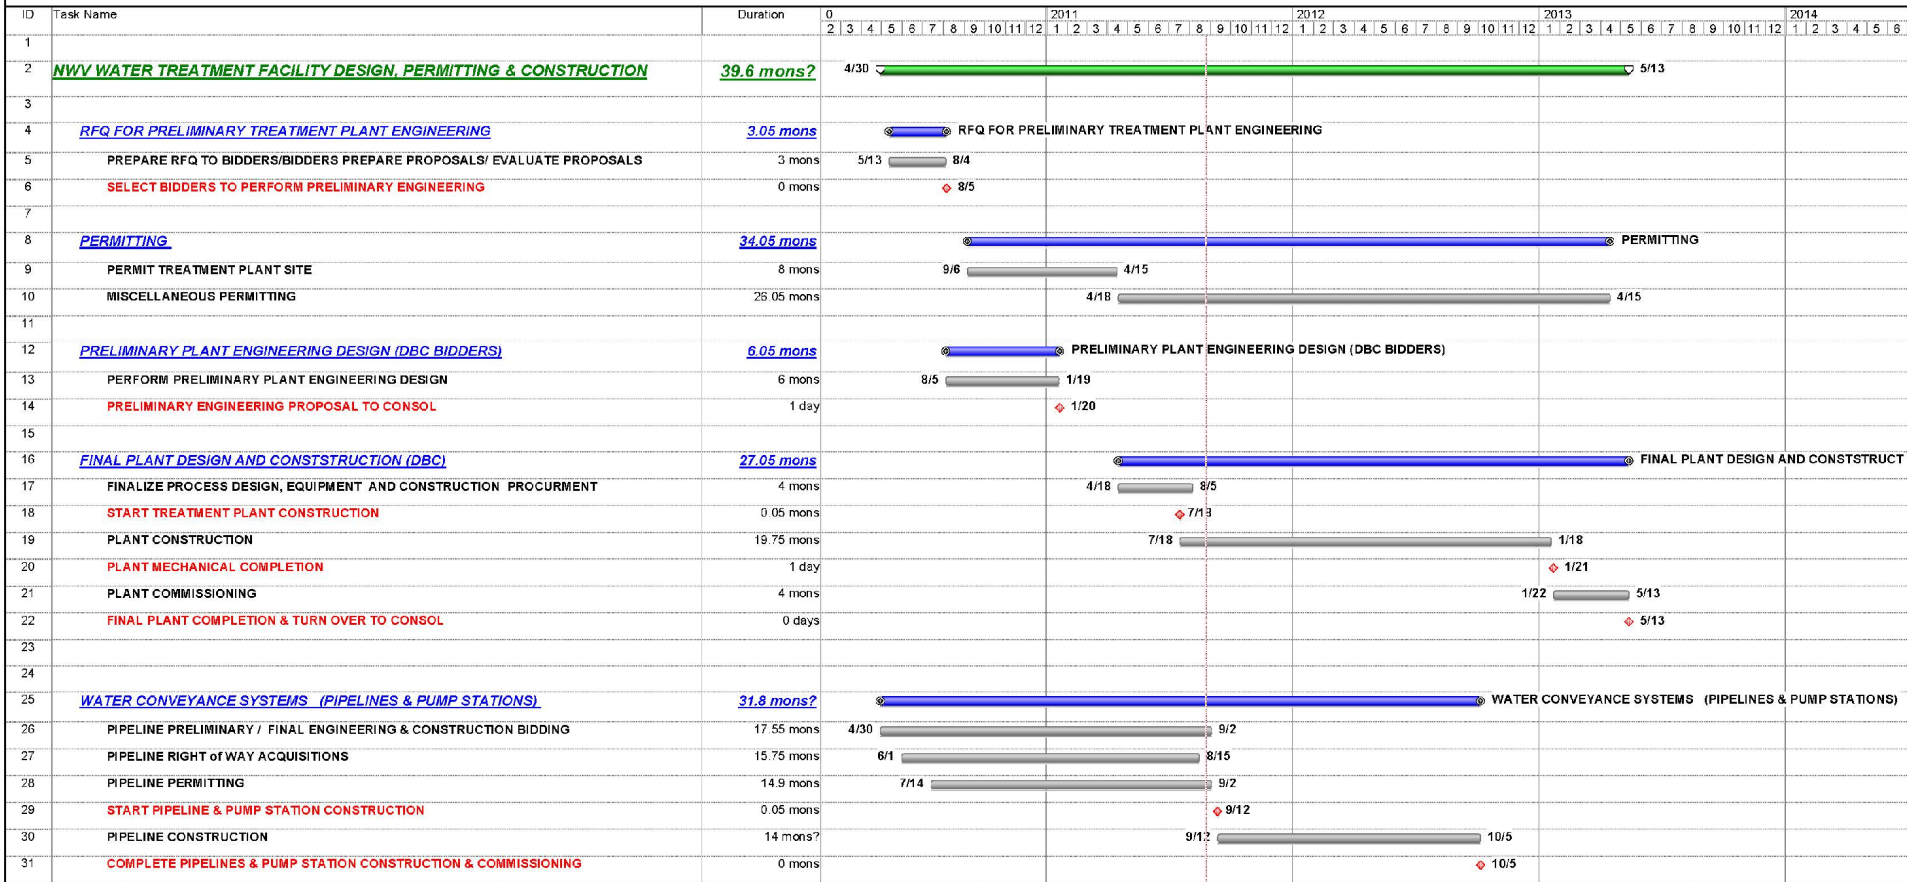 ID Task Name Duration 0 2011 2012 2013 2014
2 3 4 5 6 7 8 9 10 11 12 1 2 3 4 5 6 7 8 9 10 11 12 1 2 3 4 5 6 7 8 9 10 11 12 1 2 3 4 5 6 7 8 9 10 11 12 1 2 3 4 5 6
1
2 NWV WATER TREATMENT FACILITY DESIGN, PERMITTING & CONSTRUCTION 39.6 mons? 4/30 5/13
3
4 RFQ FOR PRELIMINARY TREATMENT PLANT ENGINEERING 3.05 mons RFQ FOR PRELIMINARY TREATMENT PLANT ENGINEERING
5 PREPARE RFQ TO BIDDERS/BIDDERS PREPARE PROPOSALS/ EVALUATE PROPOSALS 3 mons 5/13 8/4
6 SELECT BIDDERS TO PERFORM PRELIMINARY ENGINEERING 0 mons 8/5
7
8 PERMITTING 34.05 mons PERMITTING
9 PERMIT TREATMENT PLANT SITE 8 mons 9/6 4/15
10 MISCELLANEOUS PERMITTING 26.05 mons 4/18 4/15
11
12 PRELIMINARY PLANT ENGINEERING DESIGN (DBC BIDDERS) 6.05 mons PRELIMINARY PLANT ENGINEERING DESIGN (DBC BIDDERS)
13 PERFORM PRELIMINARY PLANT ENGINEERING DESIGN 6 mons 8/5 1/19
14 PRELIMINARY ENGINEERING PROPOSAL TO CONSOL 1 day 1/20
15
16 FINAL PLANT DESIGN AND CONSTSTRUCTION (DBC) 27.05 mons FINAL PLANT DESIGN AND CONSTSTRUCT
17 FINALIZE PROCESS DESIGN, EQUIPMENT AND CONSTRUCTION PROCURMENT 4 mons 4/18 8/5
18 START TREATMENT PLANT CONSTRUCTION 0.05 mons 7/18
19 PLANT CONSTRUCTION 19.75 mons 7/18 1/18
20 PLANT MECHANICAL COMPLETION 1 day 1/21
21 PLANT COMMISSIONING 4 mons 1/22 5/13
22 FINAL PLANT COMPLETION & TURN OVER TO CONSOL 0 days 5/13
23
24
25 WATER CONVEYANCE SYSTEMS (PIPELINES & PUMP STATIONS) 31.8 mons? WATER CONVEYANCE SYSTEMS (PIPELINES & PUMP STATIONS)
26 PIPELINE PRELIMINARY / FINAL ENGINEERING & CONSTRUCTION BIDDING 17.55 mons 4/30 9/2
27 PIPELINE RIGHT of WAY ACQUISITIONS 15.75 mons 6/1 8/15
28 PIPELINE PERMITTING 14.9 mons 7/14 9/2
29 START PIPELINE & PUMP STATION CONSTRUCTION 0.05 mons 9/12
30 PIPELINE CONSTRUCTION 14 mons? 9/12 10/5
31 COMPLETE PIPELINES & PUMP STATION CONSTRUCTION & COMMISSIONING 0 mons 10/5